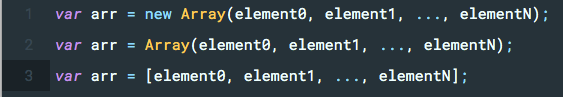 1 var arr = new Array(element0, element1, ..., elementN);
2 var arr = Array(element0, element1, ..., elementN);
3 var arr = [element0, element1, ..., elementN];